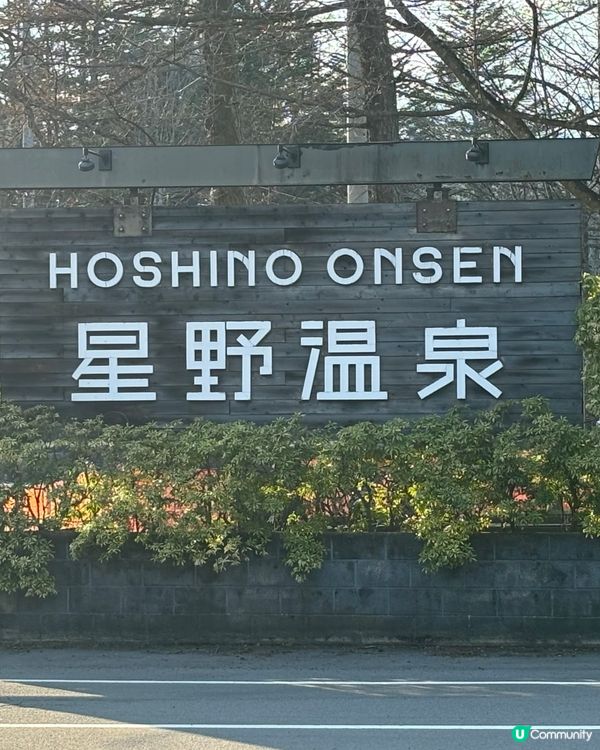 HOSHINO ONSEN
星野温泉
U Community